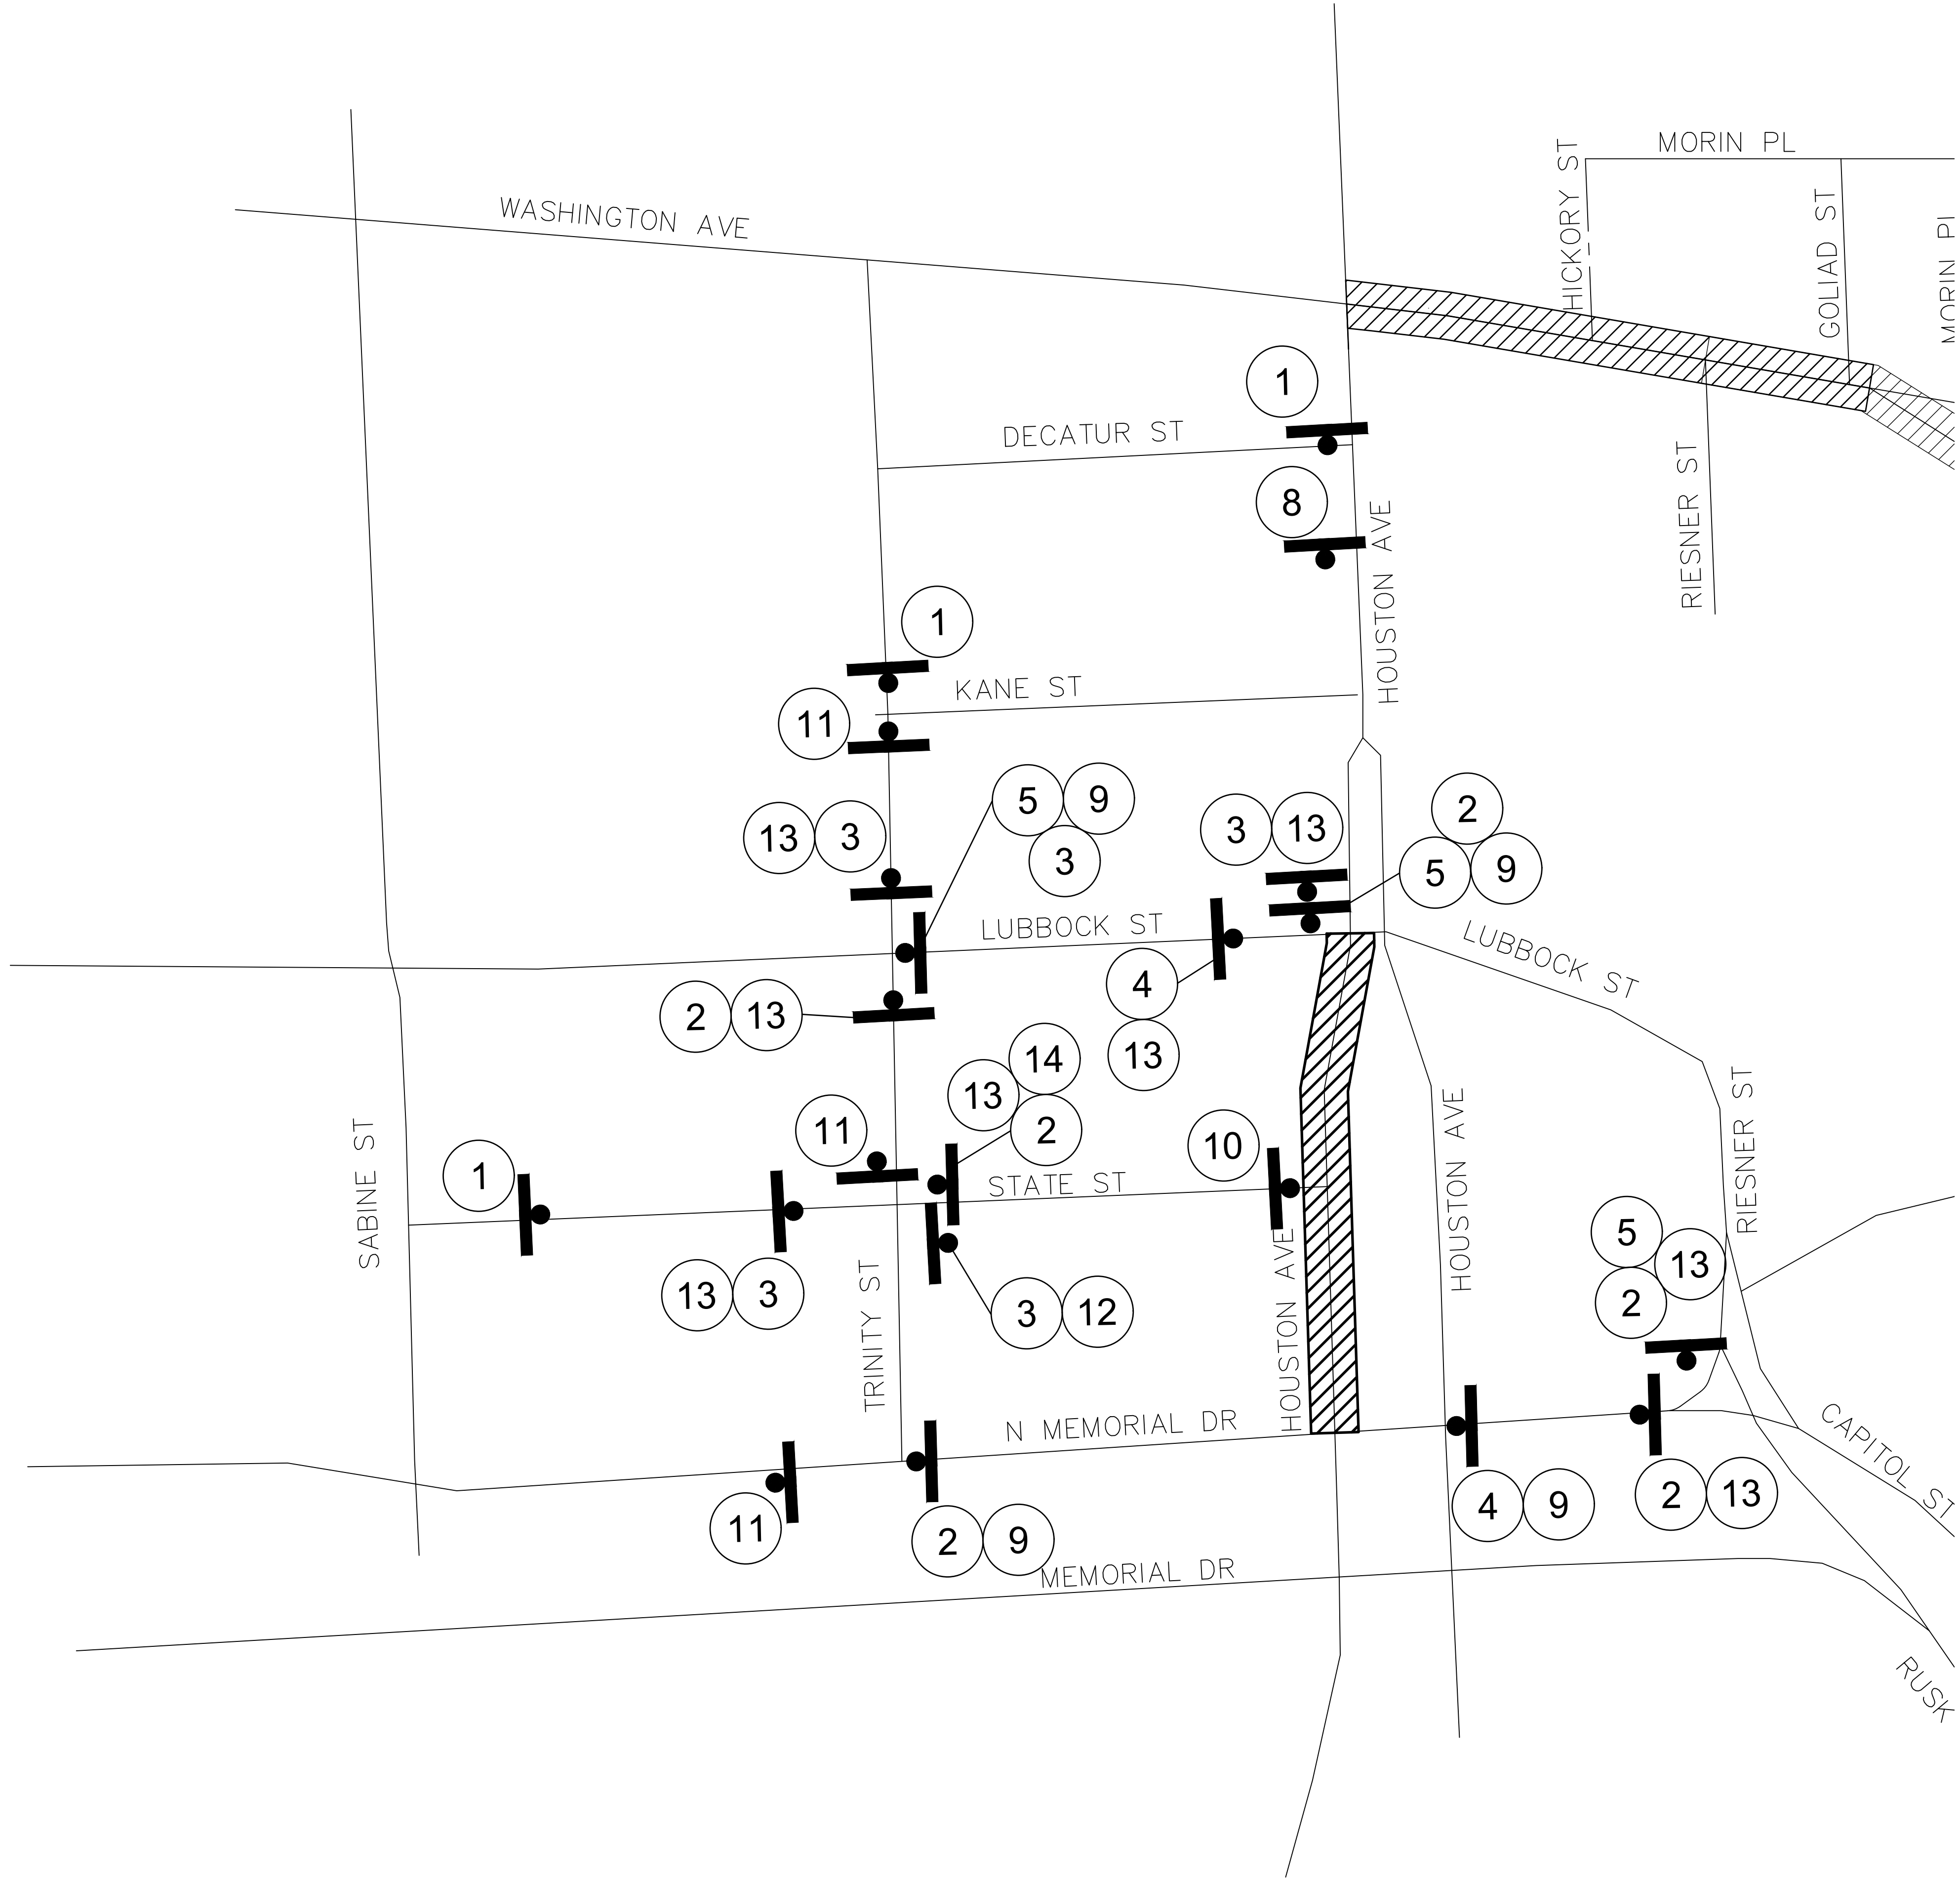 MORIN PL
HICKORY ST
GOLIAD ST
MORIN Pl
WASHINGTON AVE
1
DECATUR ST
8
RIESNER ST
HOUSTON AVE
1
KANE ST
11
5 9
3
13 3
3 13
2
5 9
LUBBOCK ST
LUBBOCK ST
4
13
2 13
14
13
2
11
10
1
STATE ST
SABINE ST
HOUSTON AVE
RIESNER ST
13 3
3 12
TRINITY ST
HOUSTON AVE
5
13
2
N MEMORIAL DR
CAPITOL ST
11
2 9
4 9
2 13
MEMORIAL DR
RUSK